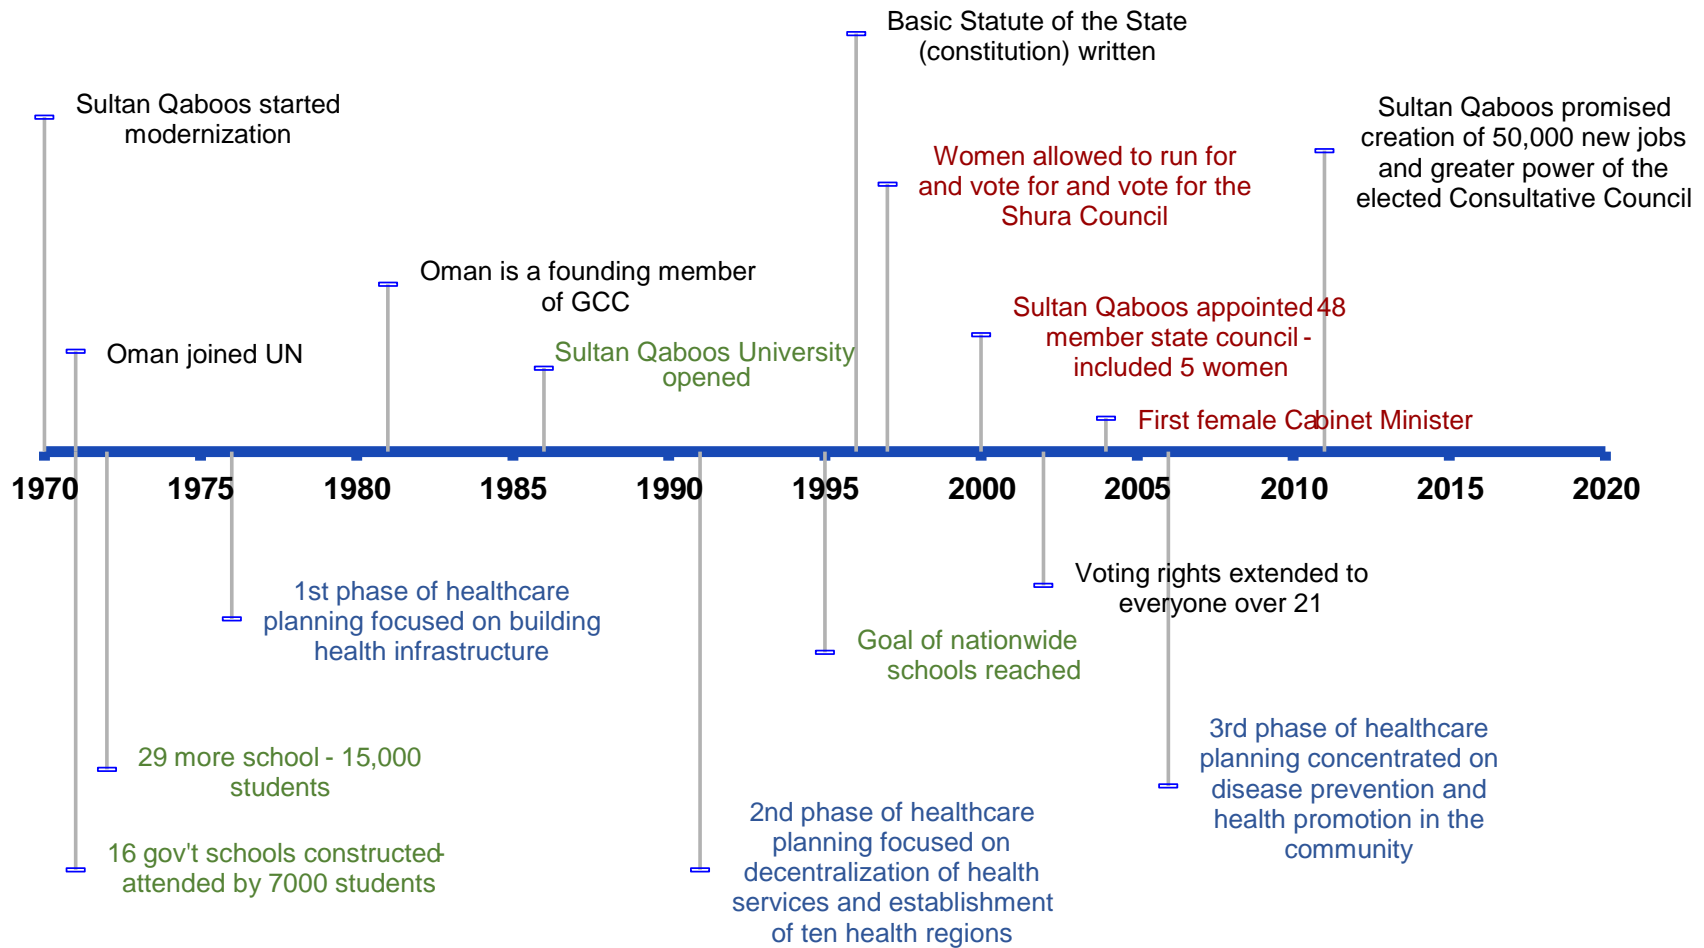 Basic Statute of the State
(constitution) written
Sultan Qaboos started
modernization
Sultan Qaboos promised
creation of 50,000 new jobs
and greater power of the
elected Consultative Council
Women allowed to run for
and vote for and vote for the
Shura Council
Oman is a founding member
of GCC
Sultan Qaboos appointed 48
member state council -
included 5 women
Oman joined UN
Sultan Qaboos University
opened
First female Cabinet Minister
1970 1975 1980 1985 1990 1995 2000 2005 2010 2015 2020
1st phase of healthcare
planning focused on building
health infrastructure
Voting rights extended to
everyone over 21
Goal of nationwide
schools reached
29 more school - 15,000
students
3rd phase of healthcare
planning concentrated on
disease prevention and
health promotion in the
community
16 gov't schools constructed-
attended by 7000 students
2nd phase of healthcare
planning focused on
decentralization of health
services and establishment
of ten health regions